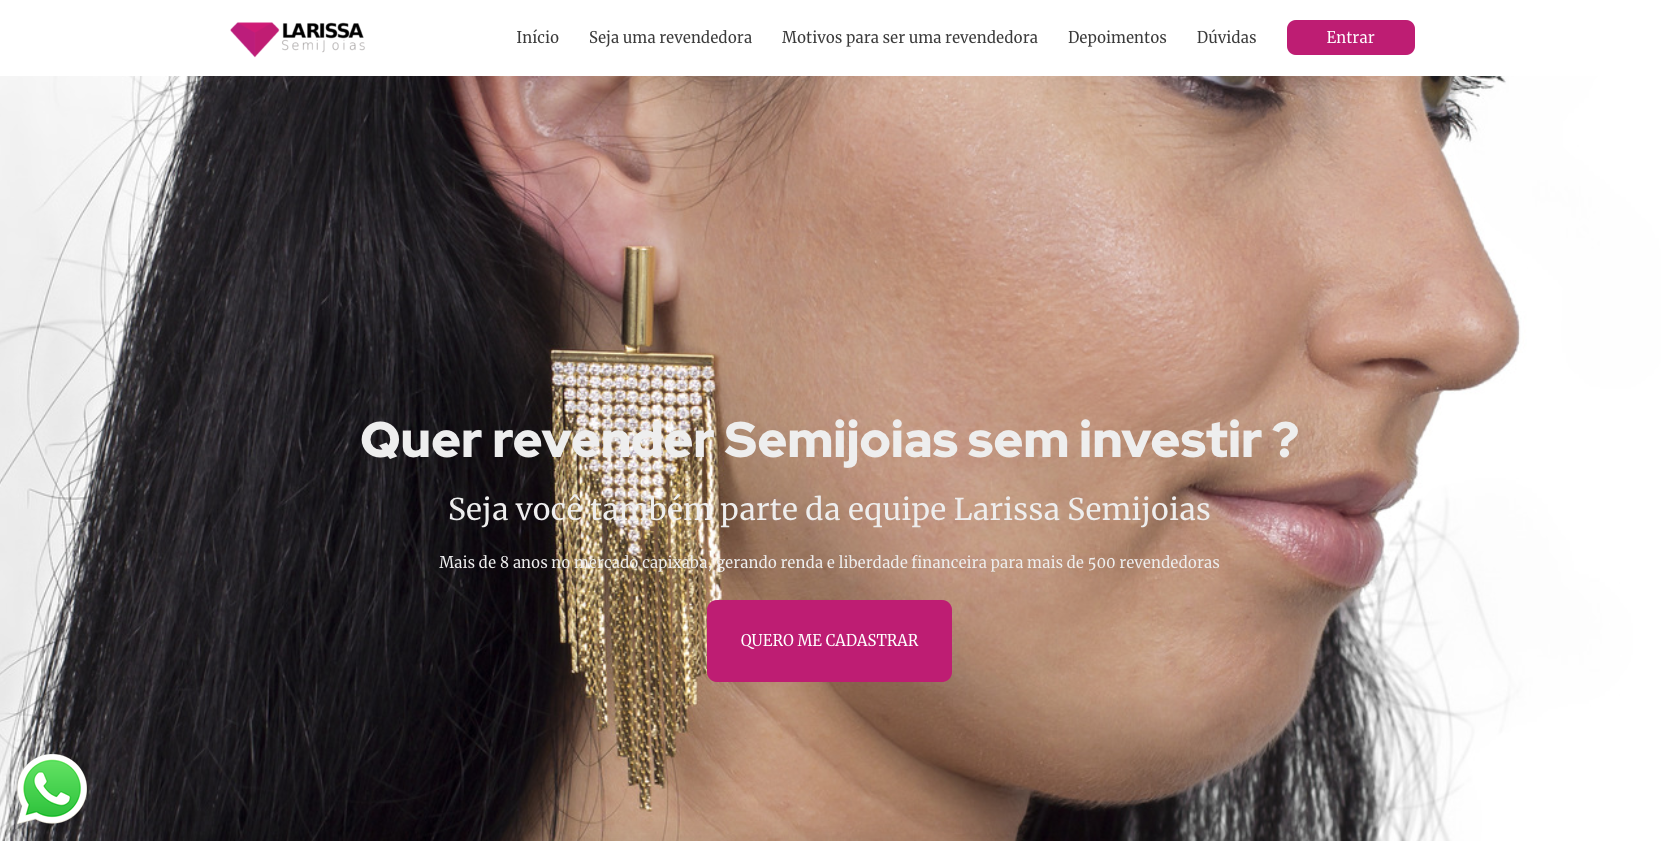 LARISSA
Semijoias
Início Seja uma revendedora Motivos para ser uma revendedora Depoimentos Dúvidas Entrar
Quer revender Semijoias sem investir ?
Seja você também parte da equipe Larissa Semijoias
Mais de 8 anos no mercado capixaba, gerando renda e liberdade financeira para mais de 500 revendedoras
QUERO ME CADASTRAR